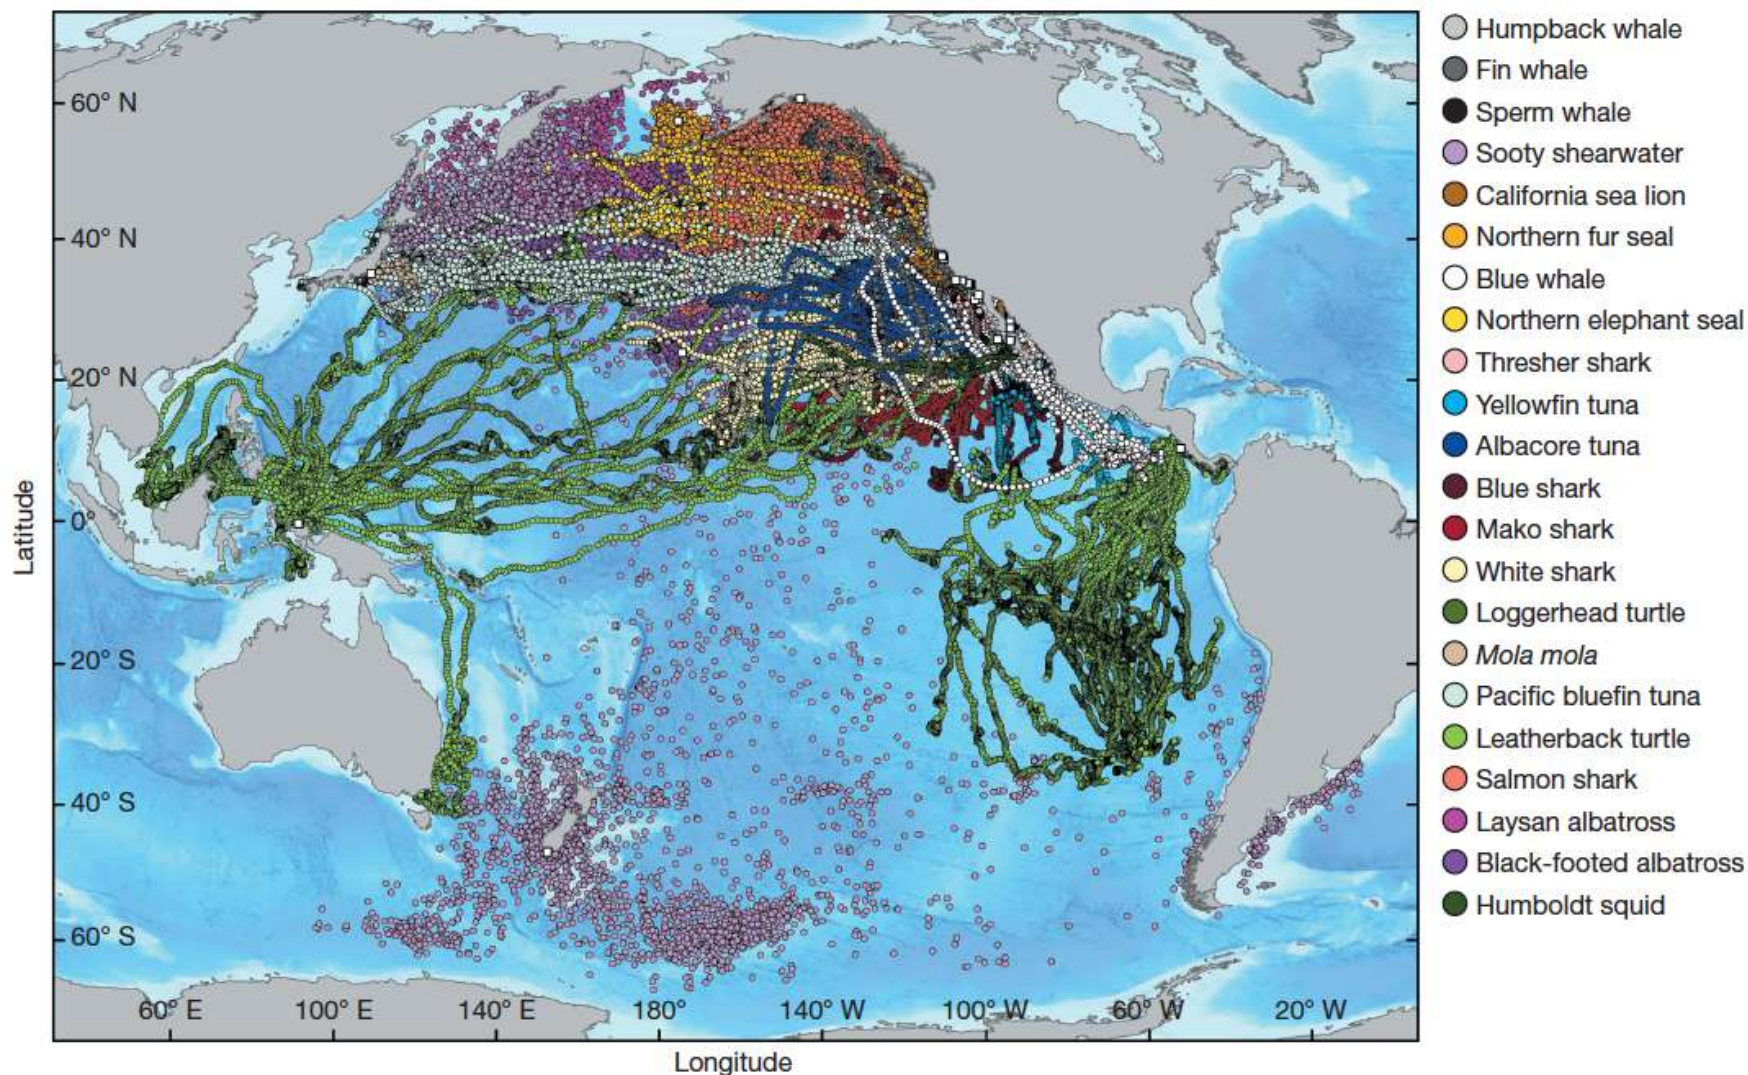 60° N
40° N
20° N
0°
20° S
40° S
60° S
Latitude
60° E
100° E
140° E
180°
140° W
100° W
60° W
20° W
Longitude
Humpback whale
Fin whale
Sperm whale
Sooty shearwater
California sea lion
Northern fur seal
Blue whale
Northern elephant seal
Thresher shark
Yellowfin tuna
Albacore tuna
Blue shark
Mako shark
White shark
Loggerhead turtle
Mola mola
Pacific bluefin tuna
Leatherback turtle
Salmon shark
Laysan albatross
Black-footed albatross
Humboldt squid